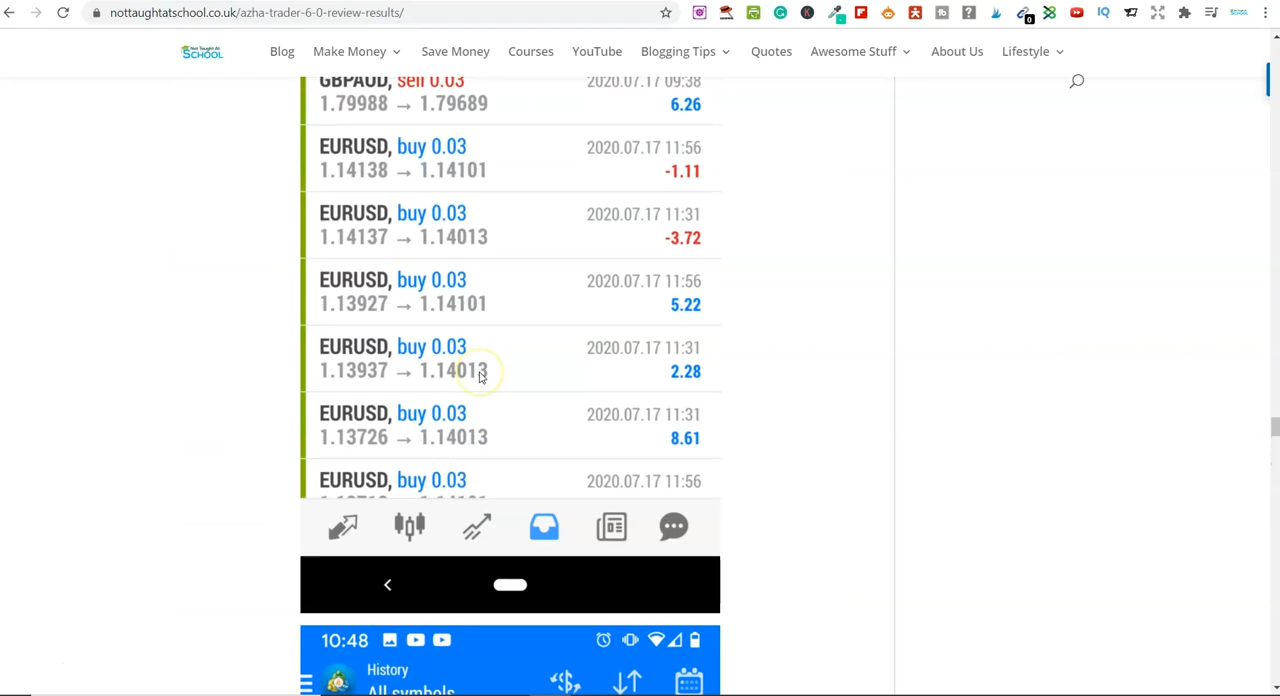 nottaughtatschool.co.uk/azha-trader-6-0-review-results/
Not Taught At
SCHOOL
Blog
Make Money
Save Money
Courses
YouTube
Blogging Tips
Quotes
Awesome Stuff
About Us
Lifestyle
GBPAUD, sell 0.03
2020.07.17 09:38
1.79988 → 1.79689
6.26
EURUSD, buy 0.03
2020.07.17 11:56
1.14138 → 1.14101
-1.11
EURUSD, buy 0.03
2020.07.17 11:31
1.14137 → 1.14013
-3.72
EURUSD, buy 0.03
2020.07.17 11:56
1.13927 → 1.14101
5.22
EURUSD, buy 0.03
2020.07.17 11:31
1.13937 → 1.14013
2.28
EURUSD, buy 0.03
2020.07.17 11:31
1.13726 → 1.14013
8.61
EURUSD, buy 0.03
2020.07.17 11:56
10:48
History
All symbols